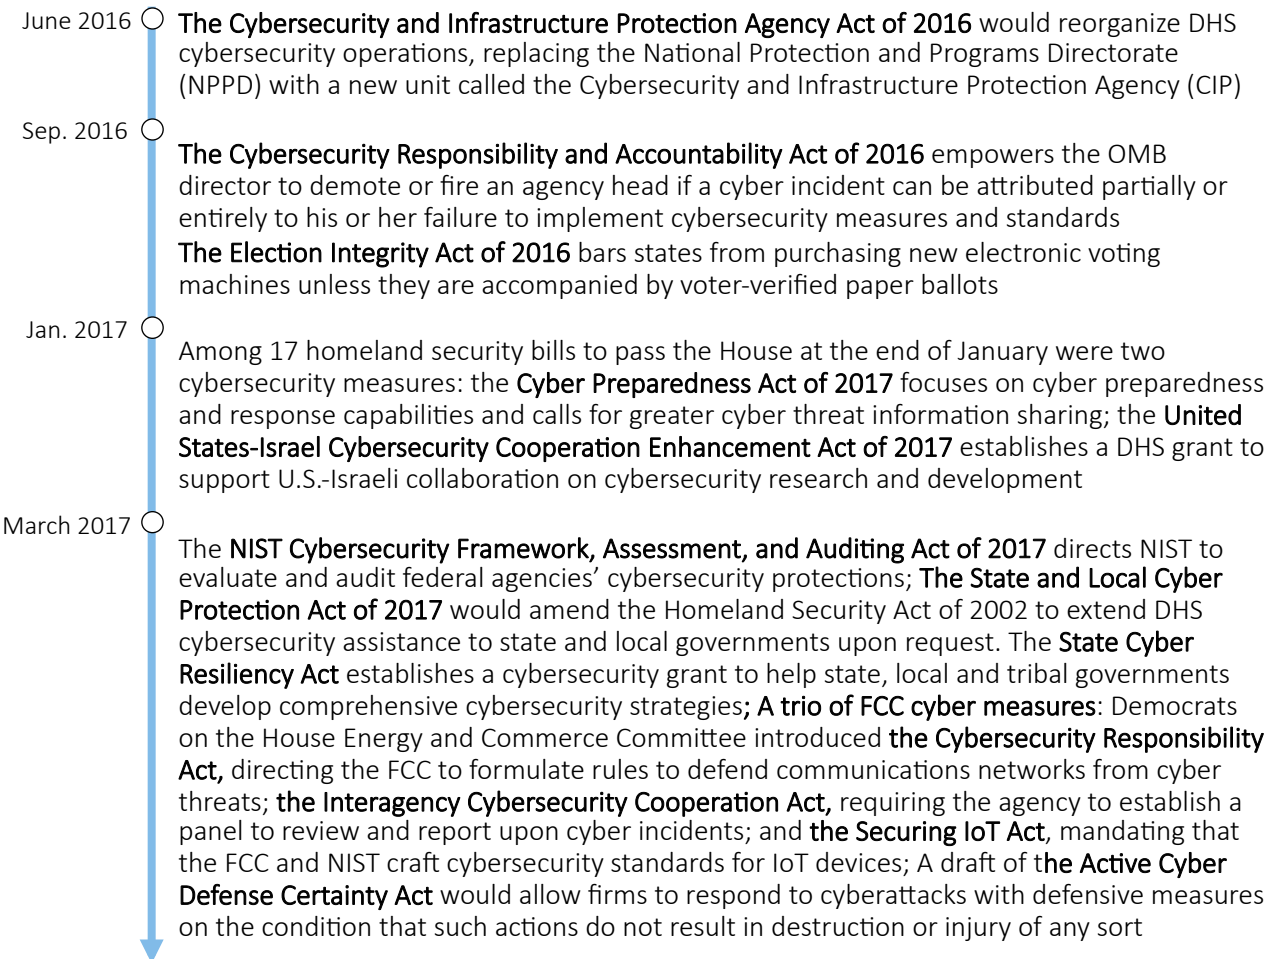 June 2016
The Cybersecurity and Infrastructure Protection Agency Act of 2016 would reorganize DHS
cybersecurity operations, replacing the National Protection and Programs Directorate
(NPPD) with a new unit called the Cybersecurity and Infrastructure Protection Agency (CIP)
Sep. 2016
The Cybersecurity Responsibility and Accountability Act of 2016 empowers the OMB
director to demote or fire an agency head if a cyber incident can be attributed partially or
entirely to his or her failure to implement cybersecurity measures and standards
The Election Integrity Act of 2016 bars states from purchasing new electronic voting
machines unless they are accompanied by voter-verified paper ballots
Jan. 2017
Among 17 homeland security bills to pass the House at the end of January were two
cybersecurity measures: the Cyber Preparedness Act of 2017 focuses on cyber preparedness
and response capabilities and calls for greater cyber threat information sharing; the United
States-Israel Cybersecurity Cooperation Enhancement Act of 2017 establishes a DHS grant to
support U.S.-Israeli collaboration on cybersecurity research and development
March 2017
The NIST Cybersecurity Framework, Assessment, and Auditing Act of 2017 directs NIST to
evaluate and audit federal agencies’ cybersecurity protections; The State and Local Cyber
Protection Act of 2017 would amend the Homeland Security Act of 2002 to extend DHS
cybersecurity assistance to state and local governments upon request. The State Cyber
Resiliency Act establishes a cybersecurity grant to help state, local and tribal governments
develop comprehensive cybersecurity strategies; A trio of FCC cyber measures: Democrats
on the House Energy and Commerce Committee introduced the Cybersecurity Responsibility
Act, directing the FCC to formulate rules to defend communications networks from cyber
threats; the Interagency Cybersecurity Cooperation Act, requiring the agency to establish a
panel to review and report upon cyber incidents; and the Securing IoT Act, mandating that
the FCC and NIST craft cybersecurity standards for IoT devices; A draft of the Active Cyber
Defense Certainty Act would allow firms to respond to cyberattacks with defensive measures
on the condition that such actions do not result in destruction or injury of any sort